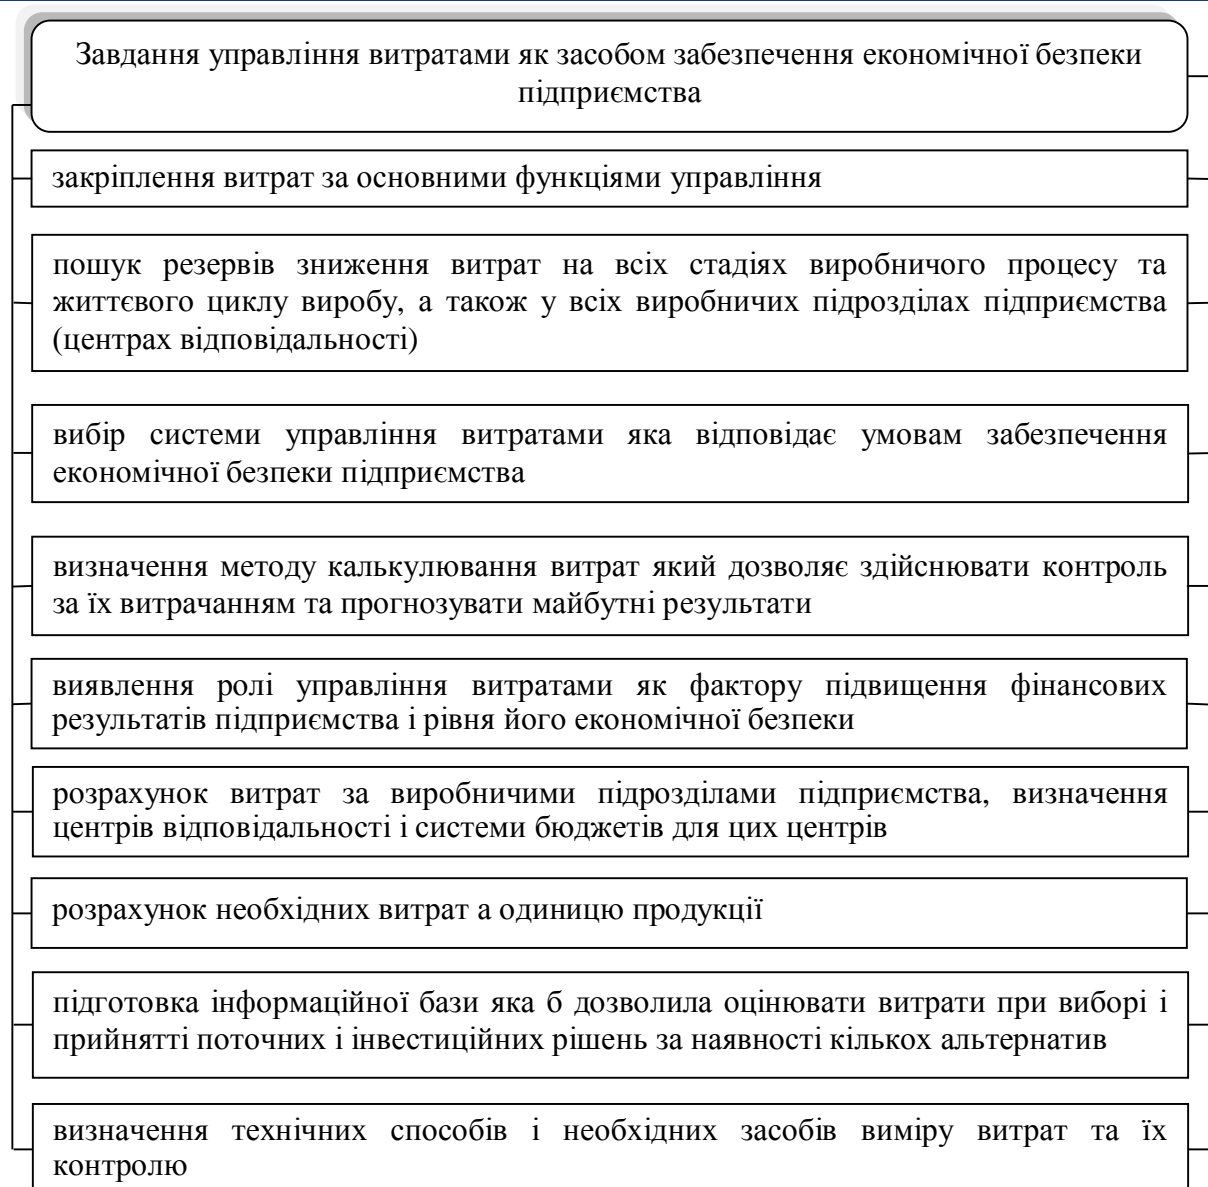 Завдання управління витратами як засобом забезпечення економічної безпеки
підприємства
закріплення витрат за основними функціями управління
пошук резервів зниження витрат на всіх стадіях виробничого процесу та
життєвого циклу виробу, а також у всіх виробничих підрозділах підприємства
(центрах відповідальності)
вибір системи управління витратами яка відповідає умовам забезпечення
економічної безпеки підприємства
визначення методу калькулювання витрат який дозволяє здійснювати контроль
за їх витрачанням та прогнозувати майбутні результати
виявлення ролі управління витратами як фактору підвищення фінансових
результатів підприємства і рівня його економічної безпеки
розрахунок витрат за виробничими підрозділами підприємства, визначення
центрів відповідальності і системи бюджетів для цих центрів
розрахунок необхідних витрат а одиницю продукції
підготовка інформаційної бази яка б дозволила оцінювати витрати при виборі і
прийнятті поточних і інвестиційних рішень за наявності кількох альтернатив
визначення технічних способів і необхідних засобів виміру витрат та їх
контролю